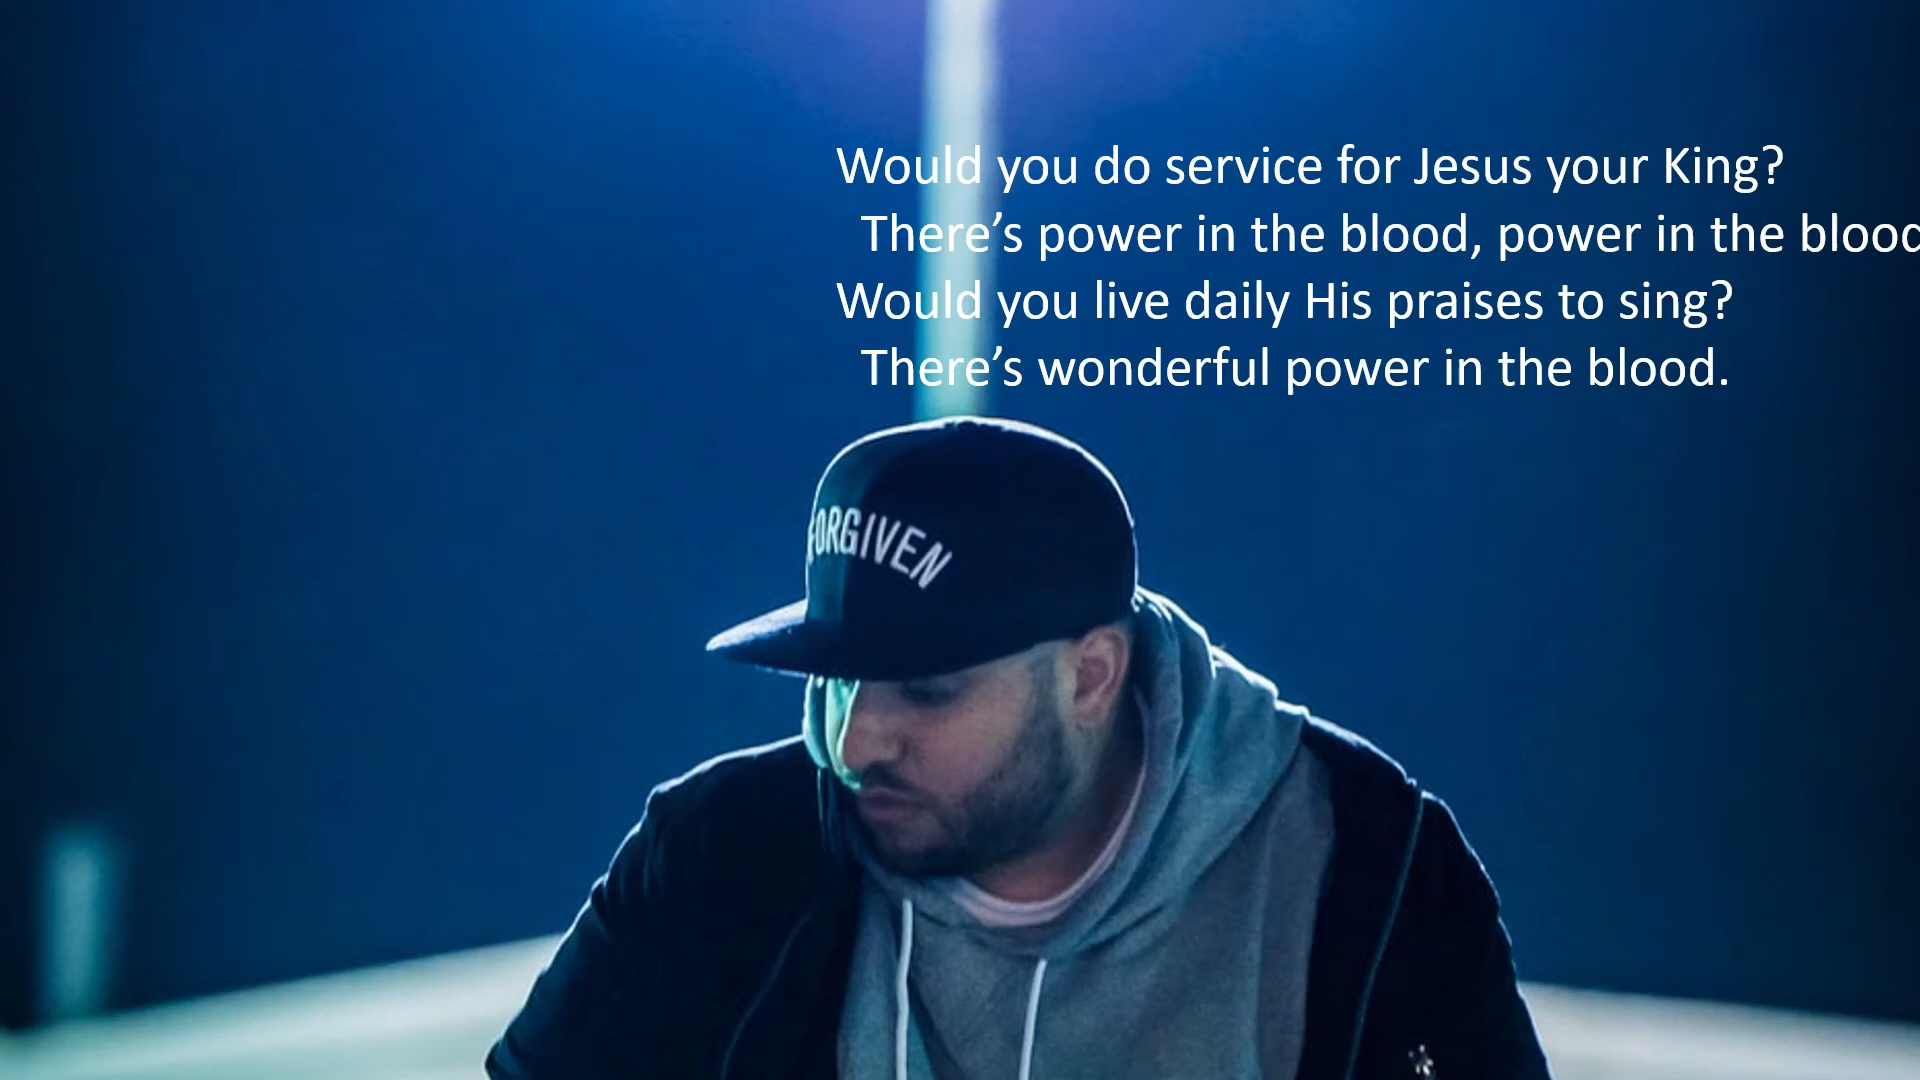 Would you do service for Jesus your King?
There’s power in the blood, power in the blood
Would you live daily His praises to sing?
There’s wonderful power in the blood.
FORGIVEN